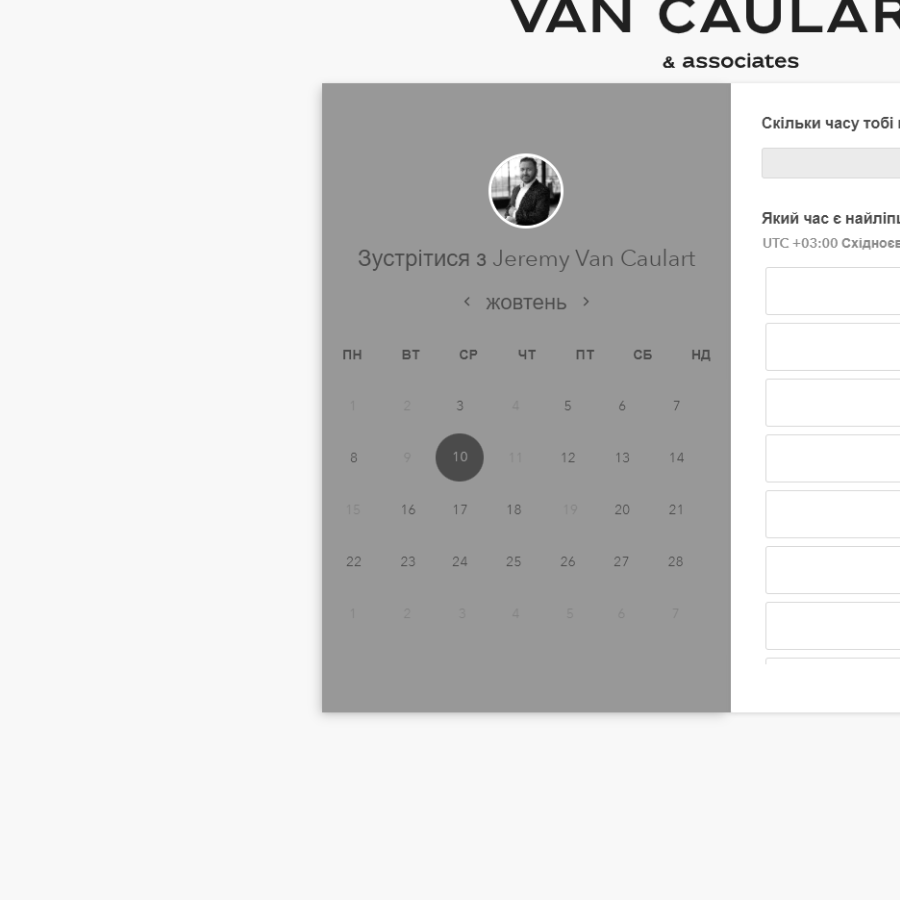 VAN CAULAR
& associates
Скільки часу тобі
Зустрітися з Jeremy Van Caulart
Який час є найліпш
UTC +03:00 Східноєв
жовтень
ПН ВТ СР ЧТ ПТ СБ НД
1 2 3 4 5 6 7
8 9 10 11 12 13 14
15 16 17 18 19 20 21
22 23 24 25 26 27 28
1 2 3 4 5 6 7